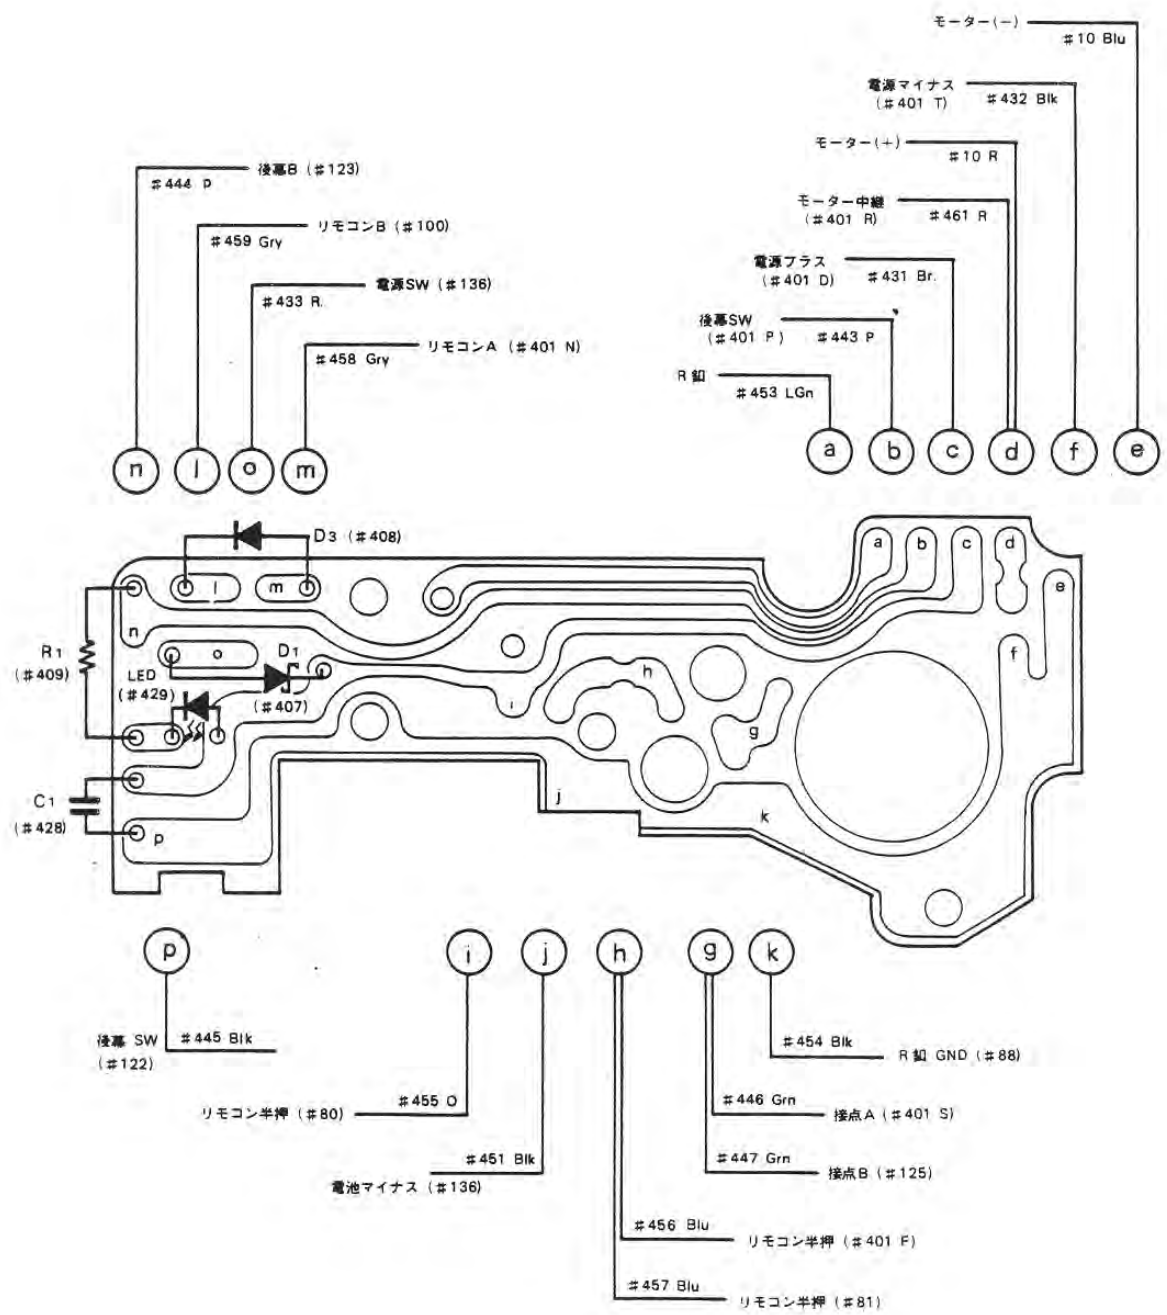 モーター(−)
#10 Blu
電源マイナス
(#401 T)
#432 Blk
モーター(+)
#10 R
モーター中継
(#401 R)
#461 R
電源プラス
(#401 D)
#431 Br.
後幕SW
(#401 P)
#443 P
R釦
#453 LGn
後幕B (#123)
#444 P
リモコンB (#100)
#459 Gry
電源SW (#136)
#433 R.
リモコンA (#401 N)
#458 Gry
n l o m
a b c d f e
D3 (#408)
a b c d
l m
e
n
R1
(#409)
o
D1
LED
(#429)
(#407)
f
h
i
g
C1
(#428)
j
k
p
p i j h g k
後幕 SW
(#122)
#445 Blk
#454 Blk
R釦 GND (#88)
#455 O
リモコン半押 (#80)
#446 Grn
接点A (#401 S)
#451 Blk
電池マイナス (#136)
#447 Grn
接点B (#125)
#456 Blu
リモコン半押 (#401 F)
#457 Blu
リモコン半押 (#81)